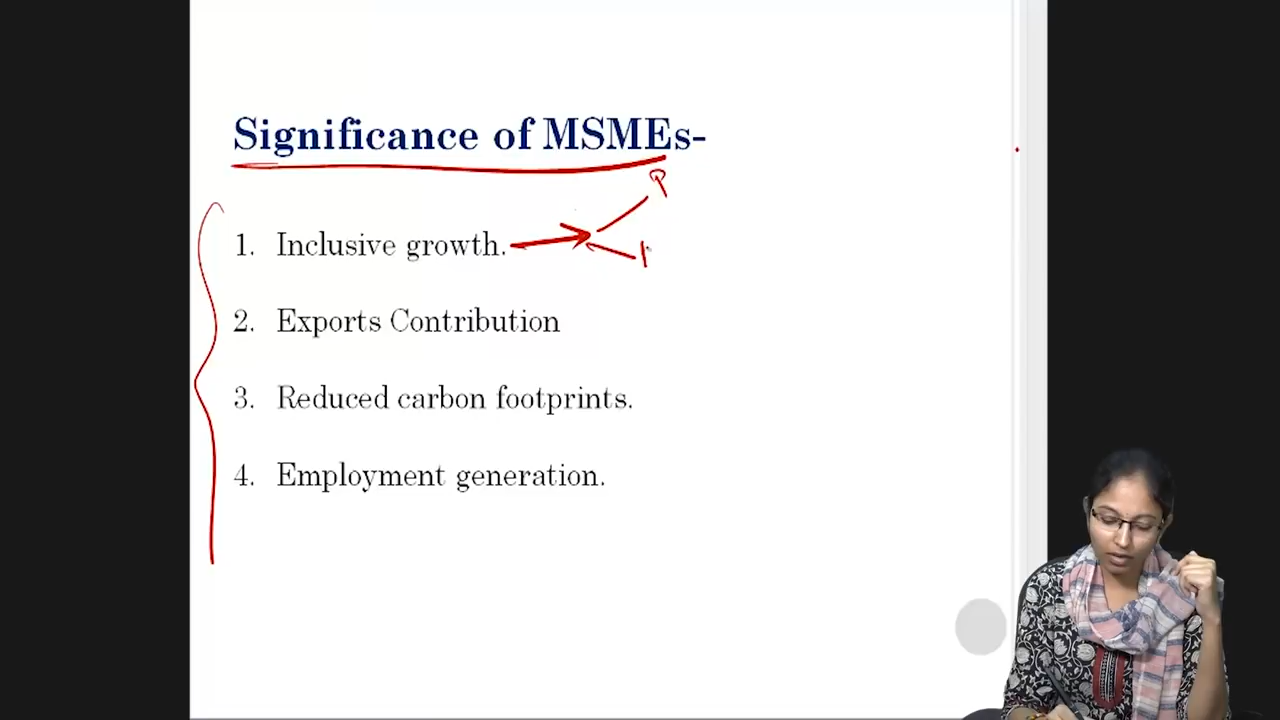 Significance of MSMEs-
1. Inclusive growth.
2. Exports Contribution
3. Reduced carbon footprints.
4. Employment generation.